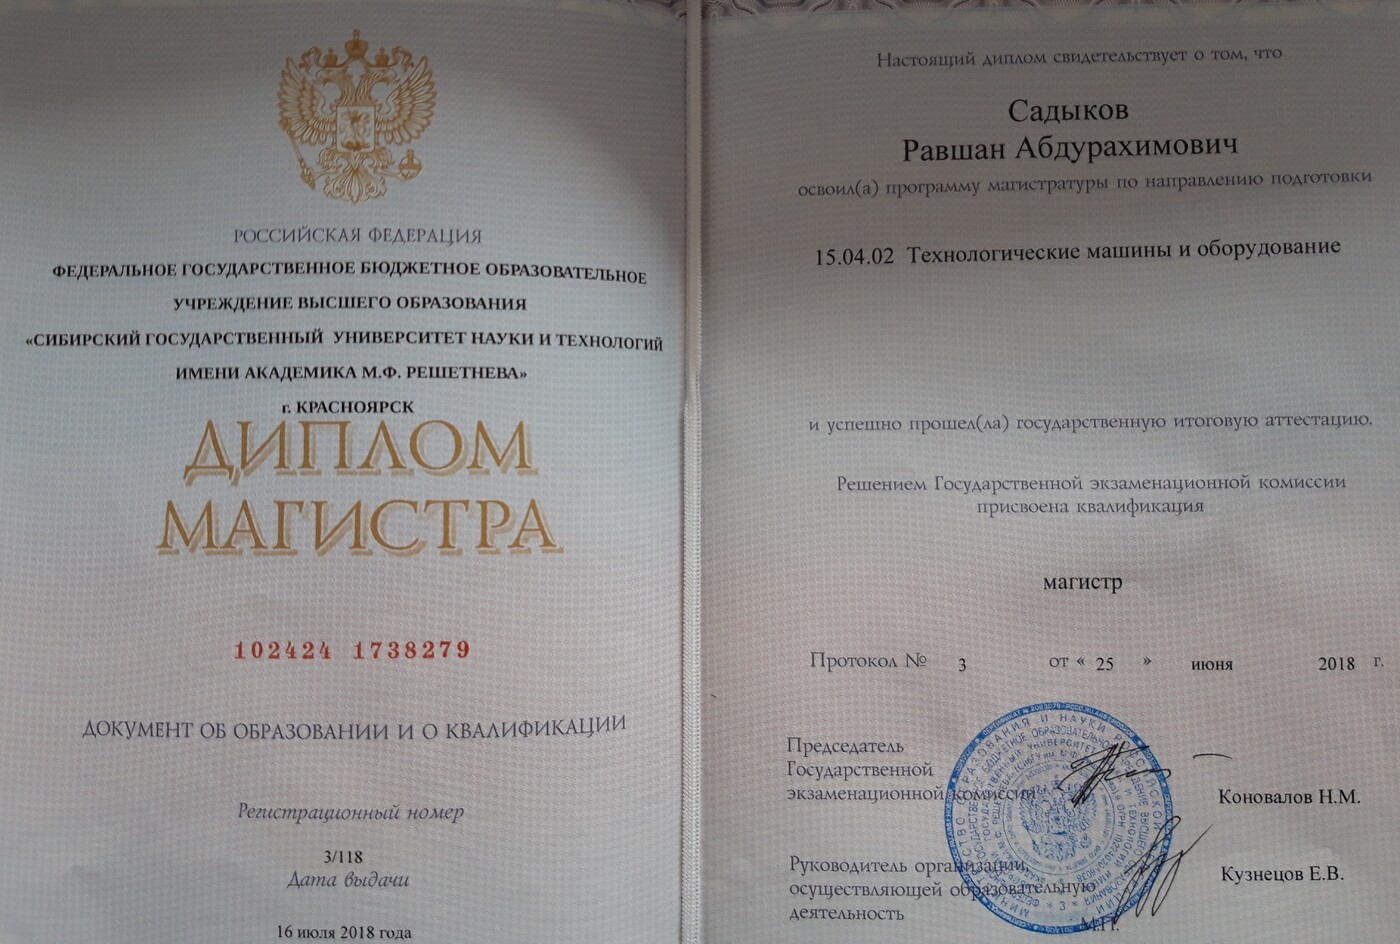 РОССИЙСКАЯ ФЕДЕРАЦИЯ
ФЕДЕРАЛЬНОЕ ГОСУДАРСТВЕННОЕ БЮДЖЕТНОЕ ОБРАЗОВАТЕЛЬНОЕ
УЧРЕЖДЕНИЕ ВЫСШЕГО ОБРАЗОВАНИЯ
«СИБИРСКИЙ ГОСУДАРСТВЕННЫЙ УНИВЕРСИТЕТ НАУКИ И ТЕХНОЛОГИЙ
ИМЕНИ АКАДЕМИКА М.Ф. РЕШЕТНЕВА»
г. КРАСНОЯРСК
ДИПЛОМ
МАГИСТРА
102424 1738279
ДОКУМЕНТ ОБ ОБРАЗОВАНИИ И О КВАЛИФИКАЦИИ
Регистрационный номер
3/118
Дата выдачи
16 июля 2018 года
Настоящий диплом свидетельствует о том, что
Садыков
Равшан Абдурахимович
освоил(а) программу магистратуры по направлению подготовки
15.04.02 Технологические машины и оборудование
и успешно прошел(ла) государственную итоговую аттестацию.
Решением Государственной экзаменационной комиссии
присвоена квалификация
магистр
Протокол № 3 от « 25 » июня 2018 г.
Председатель
Государственной
экзаменационной комиссии
Коновалов Н.М.
Руководитель организации,
осуществляющей образовательную
деятельность
Кузнецов Е.В.
М.П.